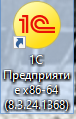 1С
1С
Предприяти
е x86-64
(8.3.24.1368)